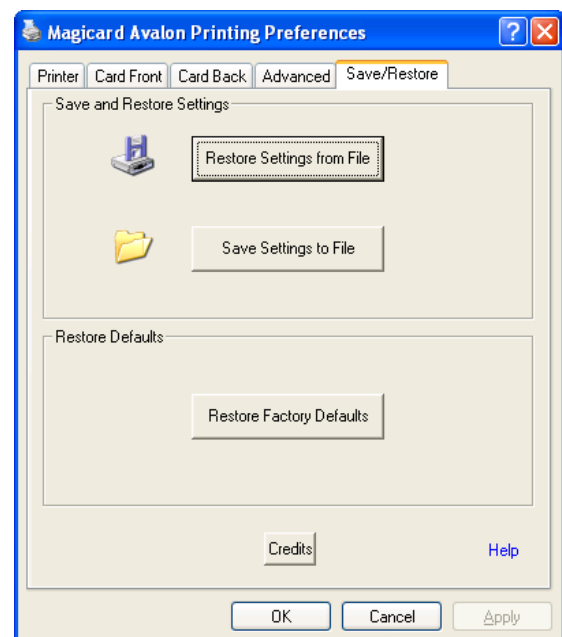 Magicard Avalon Printing Preferences
Printer Card Front Card Back Advanced Save/Restore
Save and Restore Settings
Restore Settings from File
Save Settings to File
Restore Defaults
Restore Factory Defaults
Credits Help
OK Cancel Apply